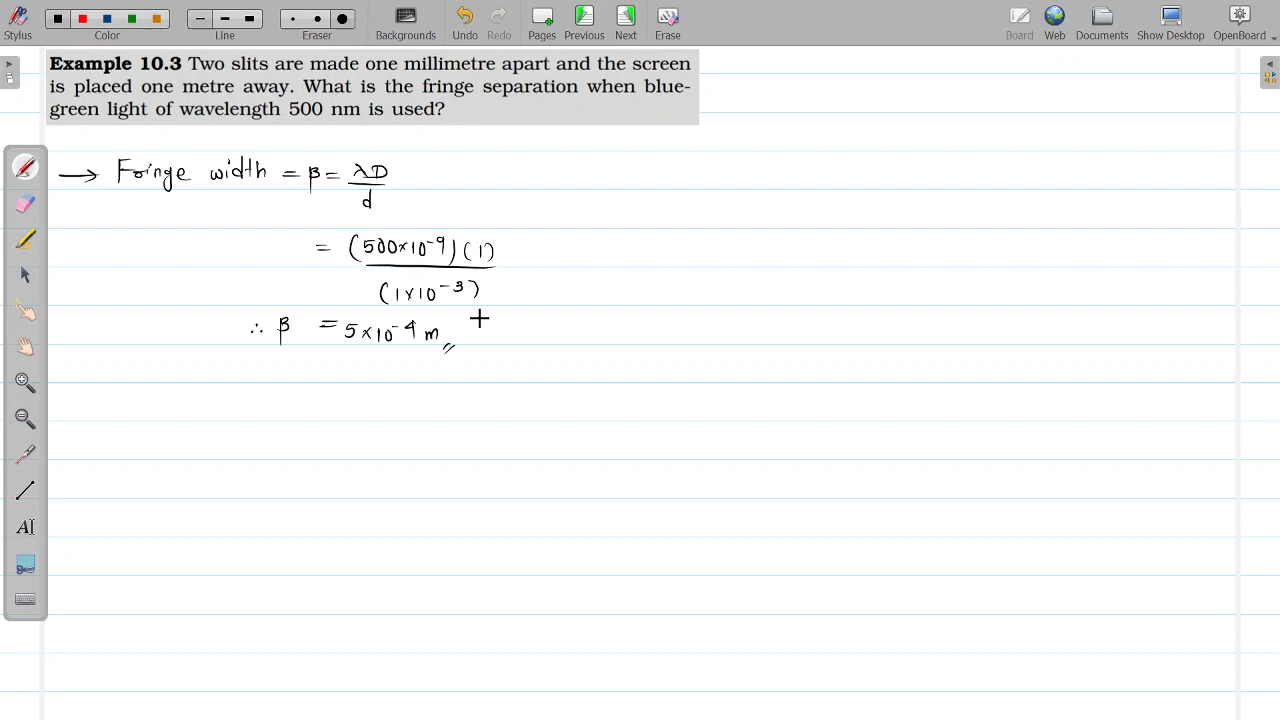 Stylus Color Line Eraser Backgrounds Undo Redo Pages Previous Next Erase Board Web Documents Show Desktop OpenBoard
Example 10.3 Two slits are made one millimetre apart and the screen
is placed one metre away. What is the fringe separation when blue-
green light of wavelength 500 nm is used?
→ Fringe width = β = λD
d
= (500×10⁻⁹)(1)
(1×10⁻³)
∴ β = 5×10⁻⁴ m
AI